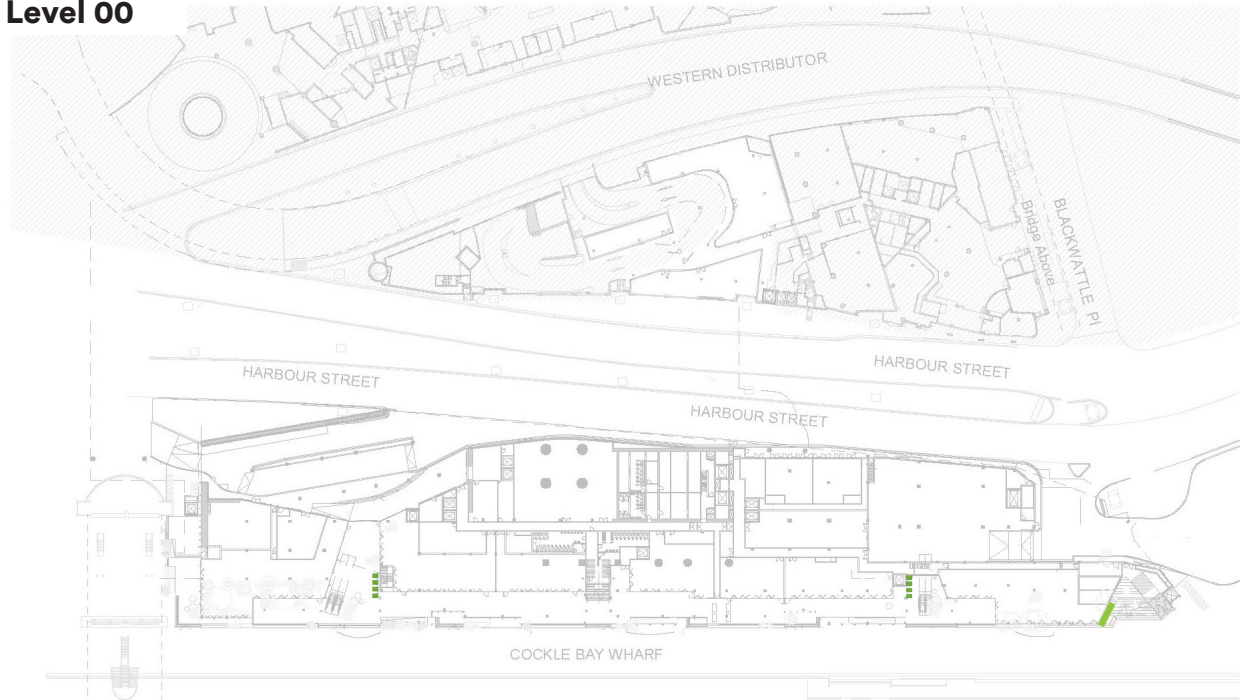 Level 00
WESTERN DISTRIBUTOR
BLACKWATTLE Pl
Bridge Above
HARBOUR STREET
HARBOUR STREET
HARBOUR STREET
COCKLE BAY WHARF